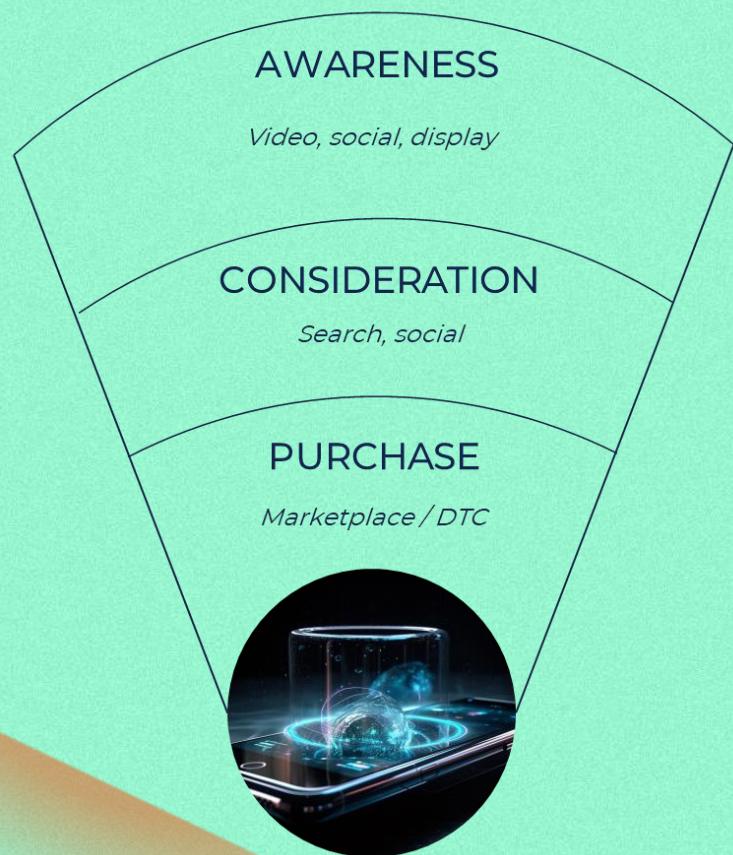 AWARENESS
Video, social, display
CONSIDERATION
Search, social
PURCHASE
Marketplace / DTC